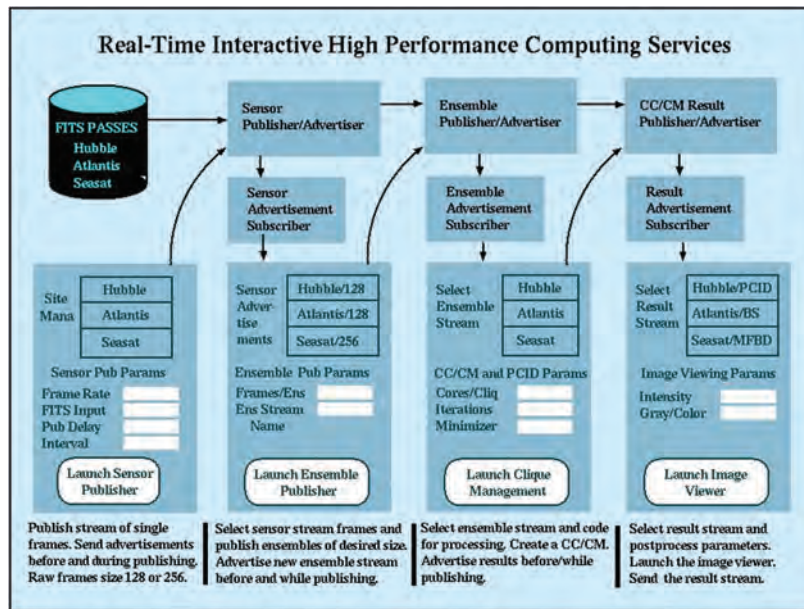 Real-Time Interactive High Performance Computing Services
FITS PASSES
Hubble
Atlantis
Seasat
Sensor
Publisher/Advertiser
Ensemble
Publisher/Advertiser
CC/CM Result
Publisher/Advertiser
Sensor
Advertisement
Subscriber
Ensemble
Advertisement
Subscriber
Result
Advertisement
Subscriber
Site
Mana
Hubble
Atlantis
Seasat
Sensor Pub Params
Frame Rate
FITS Input
Pub Delay
Interval
Launch Sensor
Publisher
Sensor
Adver-
tise
ments
Hubble/128
Atlantis/128
Seasat/256
Ensemble Pub Params
Frames/Ens
Ens Stream
Name
Launch Ensemble
Publisher
Select
Ensemble
Stream
Hubble
Atlantis
Seasat
CC/CM and PCID Params
Cores/Cliq
Iterations
Minimizer
Launch Clique
Management
Select
Result
Stream
Hubble/PCID
Atlantis/BS
Seasat/MFBD
Image Viewing Params
Intensity
Gray/Color
Launch Image
Viewer
Publish stream of single
frames. Send advertisements
before and during publishing.
Raw frames size 128 or 256.
Select sensor stream frames and
publish ensembles of desired size.
Advertise new ensemble stream
before and while publishing.
Select ensemble stream and code
for processing. Create a CC/CM.
Advertise results before/while
publishing.
Select result stream and
postprocess parameters.
Launch the image viewer.
Send the result stream.